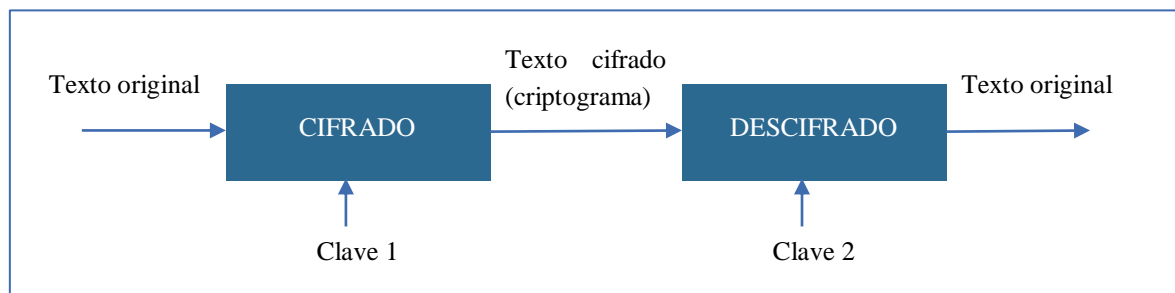 Texto original
CIFRADO
Clave 1
Texto cifrado
(criptograma)
DESCIFRADO
Clave 2
Texto original